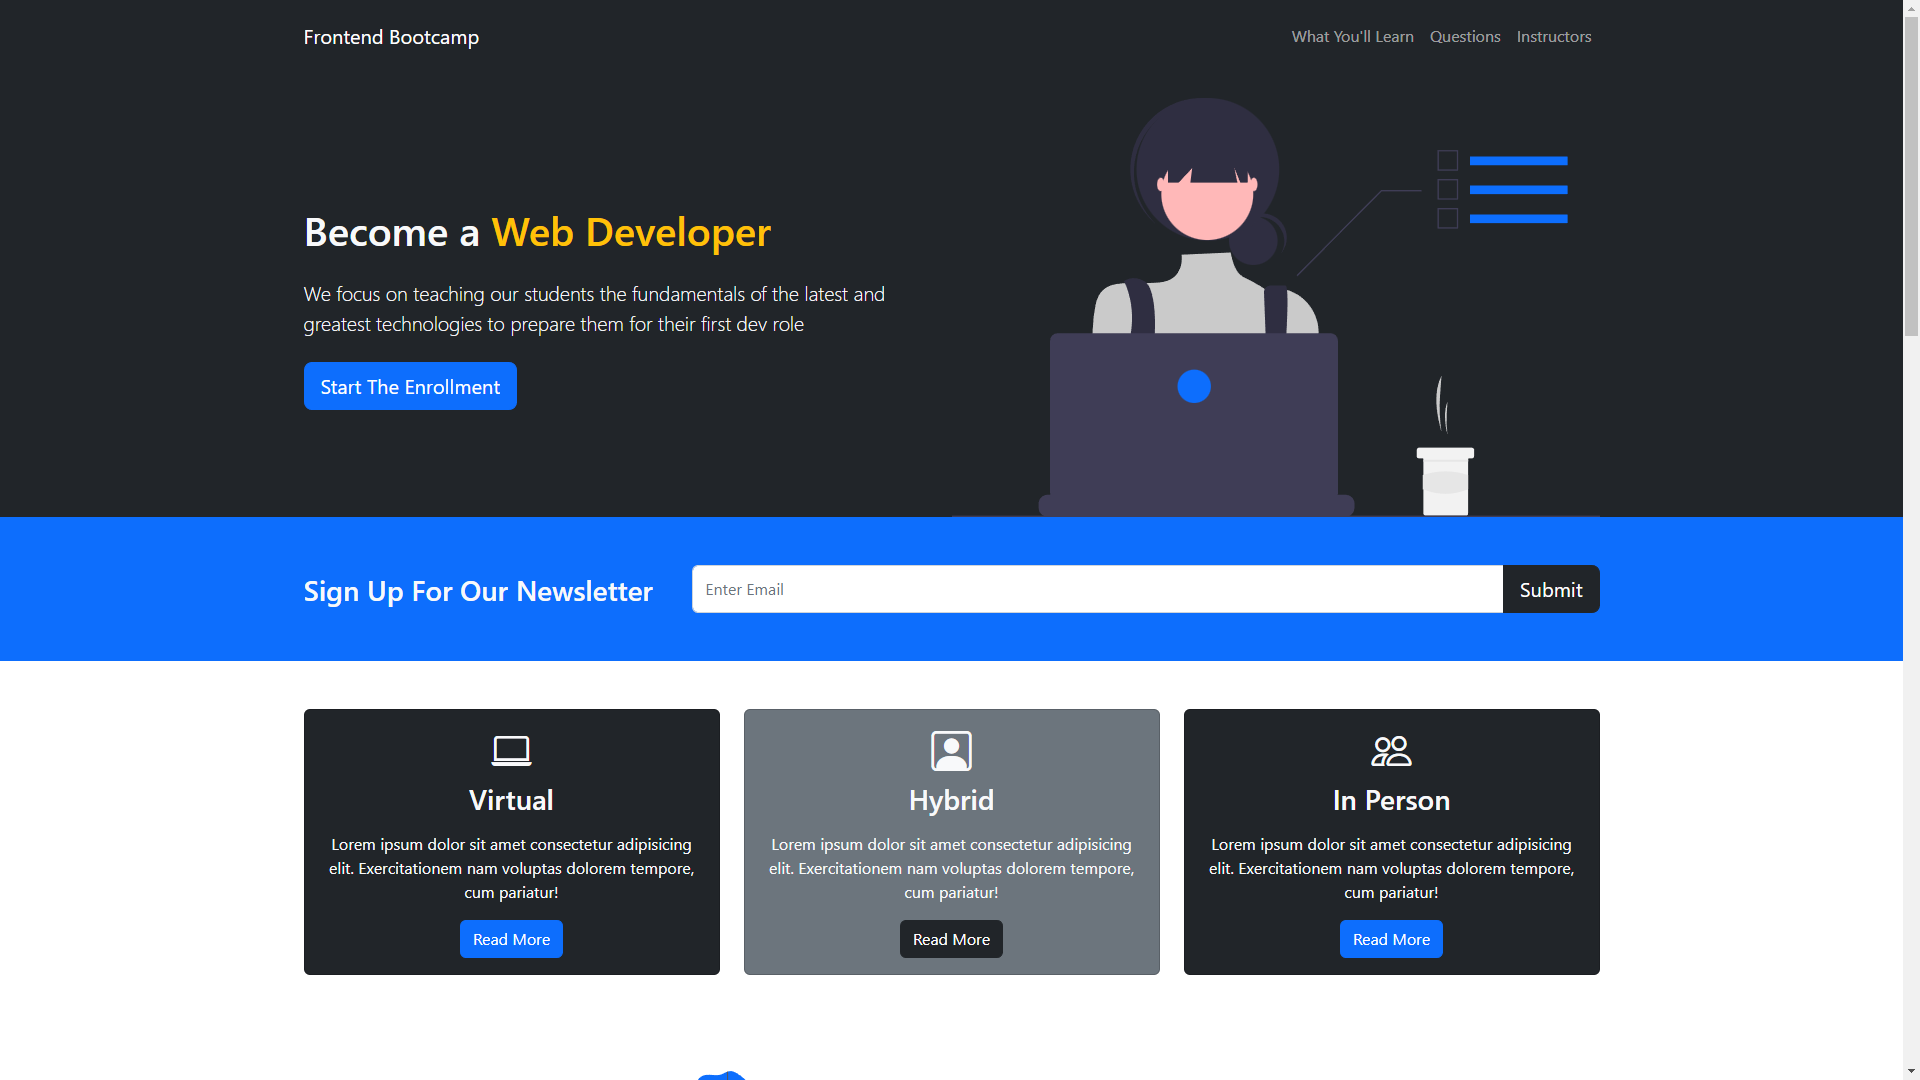 Frontend Bootcamp
What You'll Learn
Questions
Instructors
Become a Web Developer
We focus on teaching our students the fundamentals of the latest and
greatest technologies to prepare them for their first dev role
Start The Enrollment
Sign Up For Our Newsletter
Enter Email
Submit
Virtual
Lorem ipsum dolor sit amet consectetur adipisicing
elit. Exercitationem nam voluptas dolorem tempore,
cum pariatur!
Read More
Hybrid
Lorem ipsum dolor sit amet consectetur adipisicing
elit. Exercitationem nam voluptas dolorem tempore,
cum pariatur!
Read More
In Person
Lorem ipsum dolor sit amet consectetur adipisicing
elit. Exercitationem nam voluptas dolorem tempore,
cum pariatur!
Read More